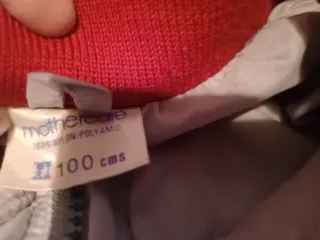 mothercare
100% NYLON-POLYAMID
100 cms